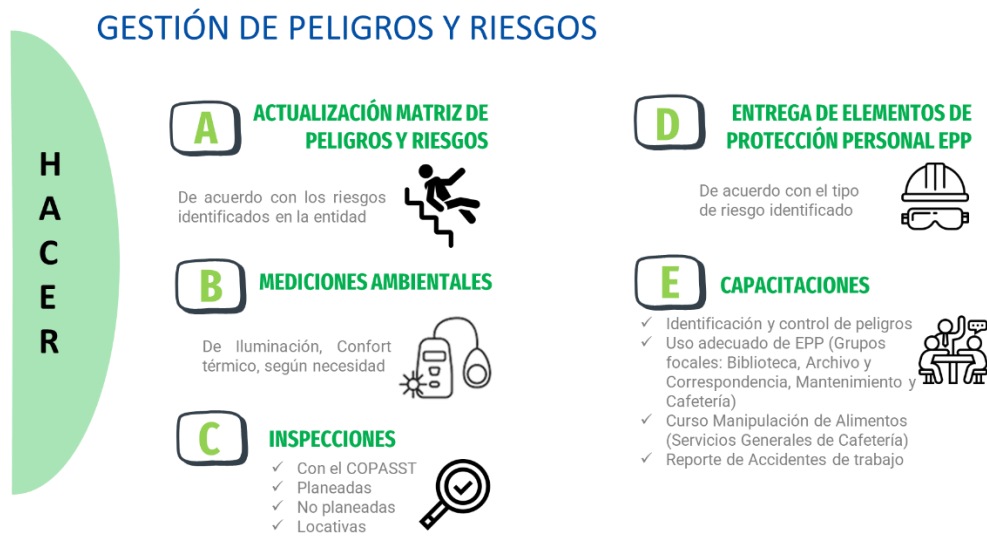 GESTIÓN DE PELIGROS Y RIESGOS
H
A
C
E
R
A
ACTUALIZACIÓN MATRIZ DE
PELIGROS Y RIESGOS
De acuerdo con los riesgos
identificados en la entidad
B
MEDICIONES AMBIENTALES
De Iluminación, Confort
térmico, según necesidad
C
INSPECCIONES
✓ Con el COPASST
✓ Planeadas
✓ No planeadas
✓ Locativas
D
ENTREGA DE ELEMENTOS DE
PROTECCIÓN PERSONAL EPP
De acuerdo con el tipo
de riesgo identificado
E
CAPACITACIONES
✓ Identificación y control de peligros
✓ Uso adecuado de EPP (Grupos
focales: Biblioteca, Archivo y
Correspondencia, Mantenimiento y
Cafetería)
✓ Curso Manipulación de Alimentos
(Servicios Generales de Cafetería)
✓ Reporte de Accidentes de trabajo